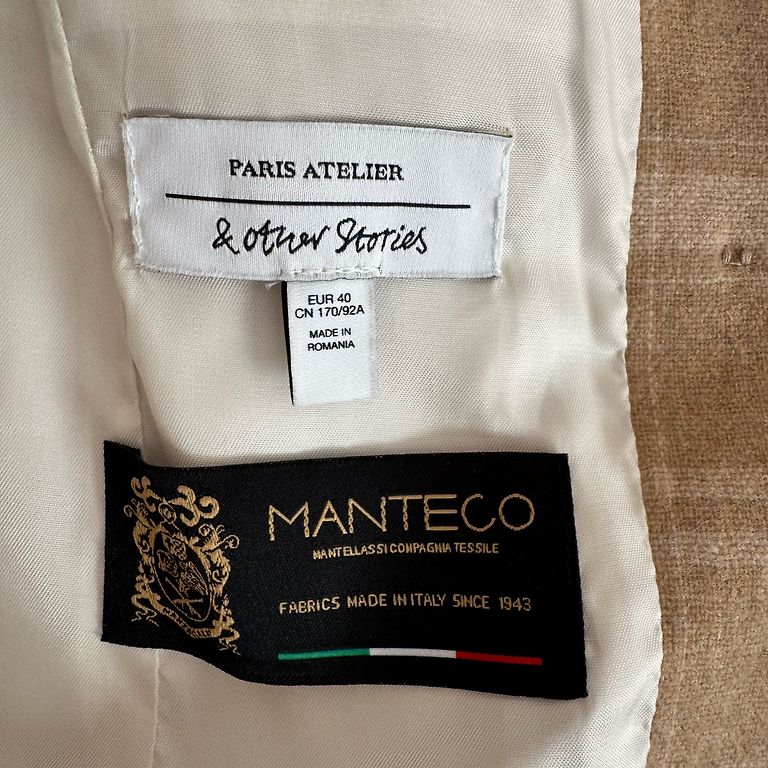 PARIS ATELIER
& other Stories
EUR 40
CN 170/92A
MADE IN
ROMANIA
MANTECO
MANTELLASSI COMPAGNIA TESSILE
FABRICS MADE IN ITALY SINCE 1943